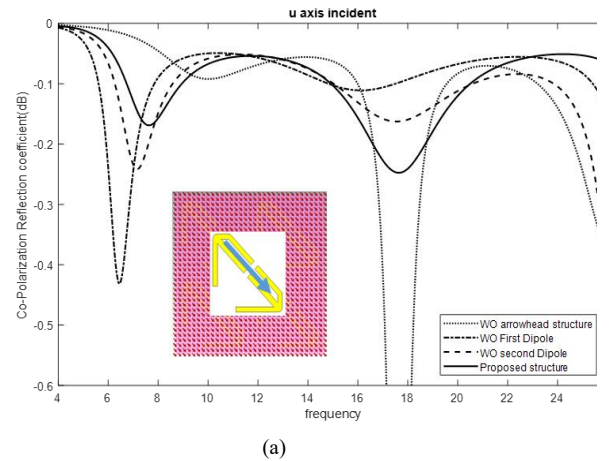 u axis incident
Co-Polarization Reflection coefficient(dB)
0
-0.1
-0.2
-0.3
-0.4
-0.5
-0.6
4
6
8
10
12
14
16
18
20
22
24
frequency
WO arrowhead structure
WO First Dipole
WO second Dipole
Proposed structure
(a)